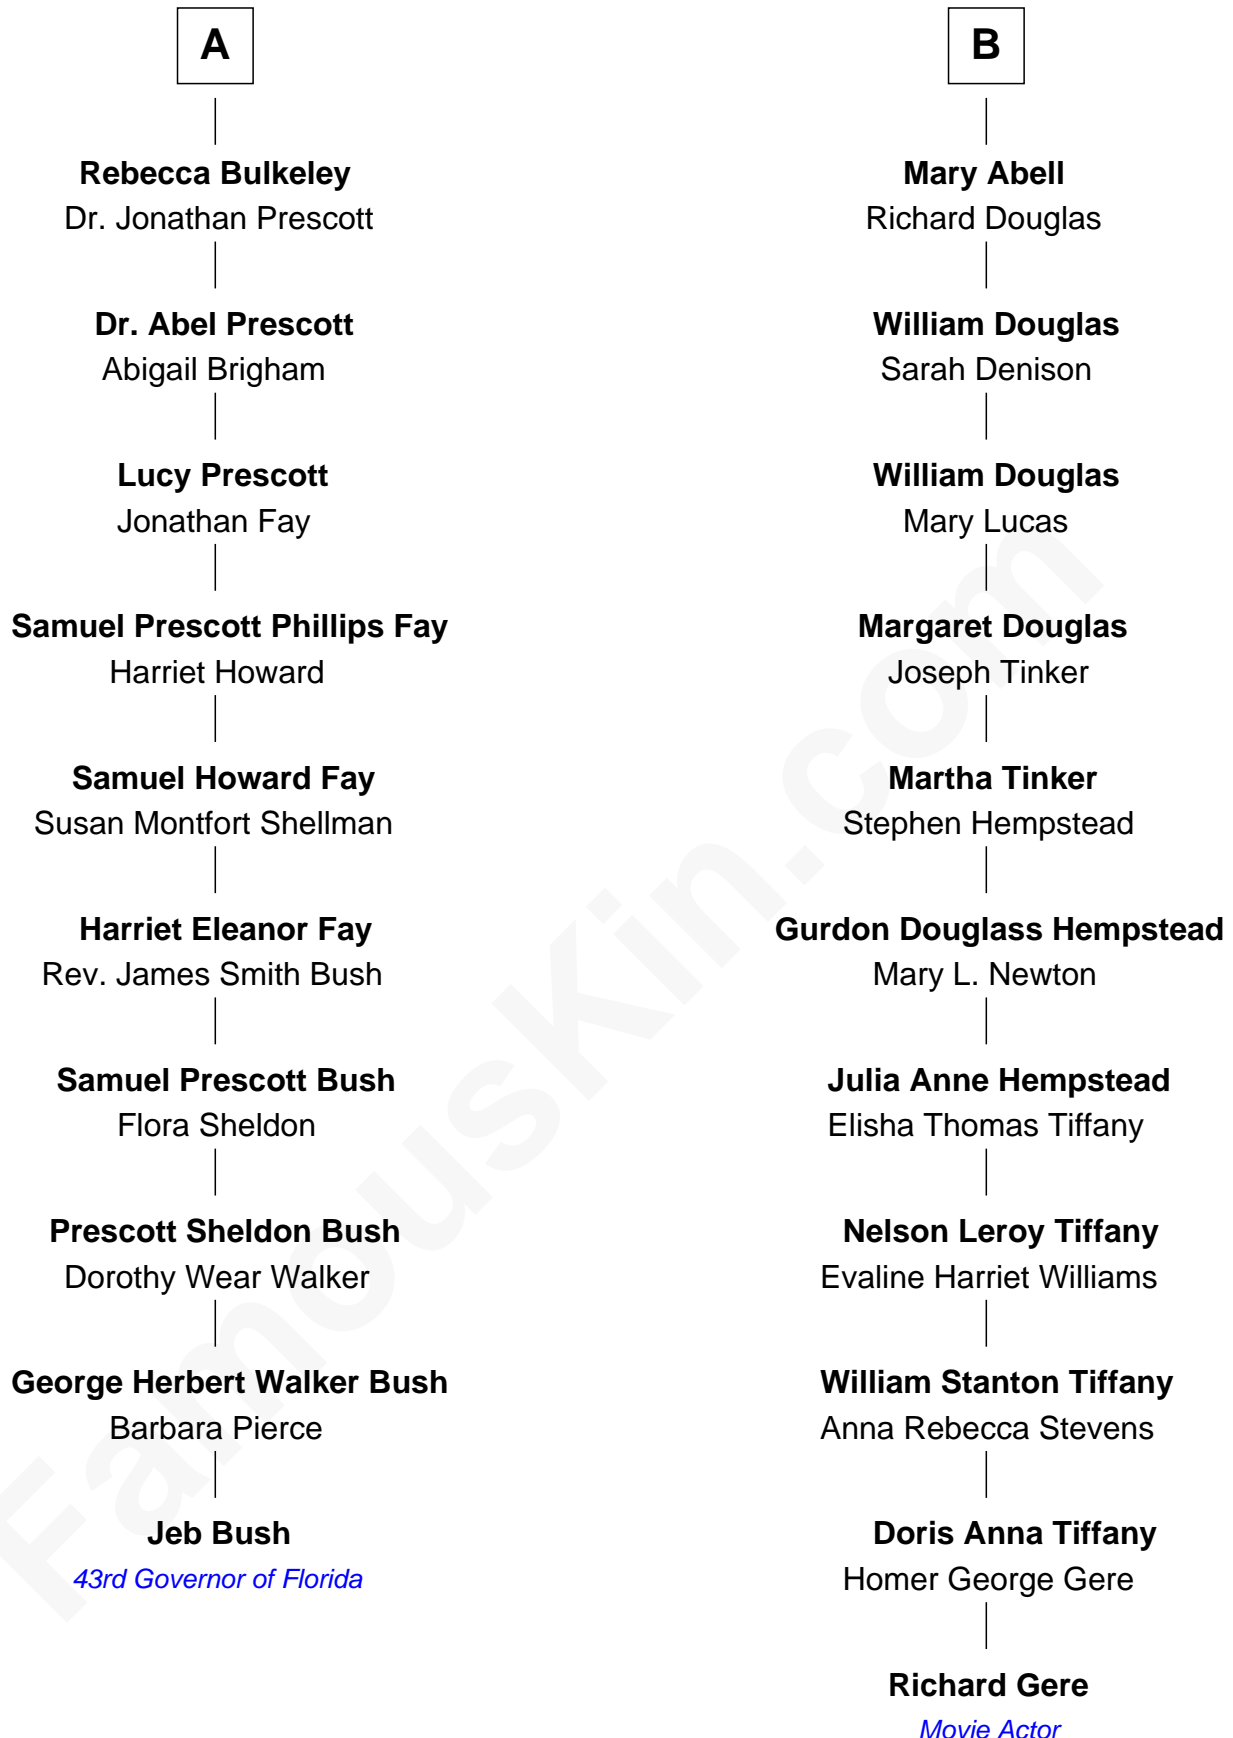 A
Rebecca Bulkeley
Dr. Jonathan Prescott
Dr. Abel Prescott
Abigail Brigham
Lucy Prescott
Jonathan Fay
Samuel Prescott Phillips Fay
Harriet Howard
Samuel Howard Fay
Susan Montfort Shellman
Harriet Eleanor Fay
Rev. James Smith Bush
Samuel Prescott Bush
Flora Sheldon
Prescott Sheldon Bush
Dorothy Wear Walker
George Herbert Walker Bush
Barbara Pierce
Jeb Bush
43rd Governor of Florida
B
Mary Abell
Richard Douglas
William Douglas
Sarah Denison
William Douglas
Mary Lucas
Margaret Douglas
Joseph Tinker
Martha Tinker
Stephen Hempstead
Gurdon Douglass Hempstead
Mary L. Newton
Julia Anne Hempstead
Elisha Thomas Tiffany
Nelson Leroy Tiffany
Evaline Harriet Williams
William Stanton Tiffany
Anna Rebecca Stevens
Doris Anna Tiffany
Homer George Gere
Richard Gere
Movie Actor
FamousKin.com